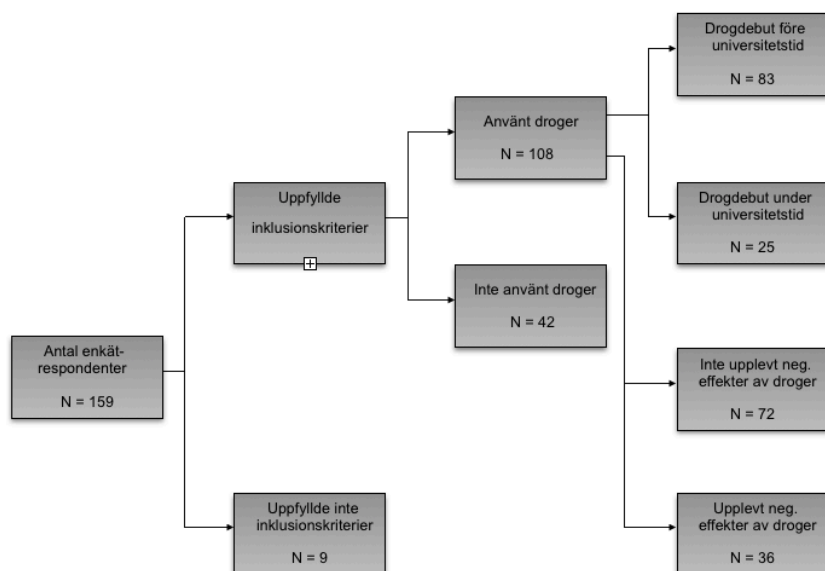 Drogdebut före
universitetstid
N = 83
Använt droger
N = 108
Uppfyllde
inklusionskriterier
Drogdebut under
universitetstid
N = 25
Inte använt droger
N = 42
Antal enkät-
respondenter
N = 159
Inte upplevt neg.
effekter av droger
N = 72
Uppfyllde inte
inklusionskriterier
N = 9
Upplevt neg.
effekter av droger
N = 36